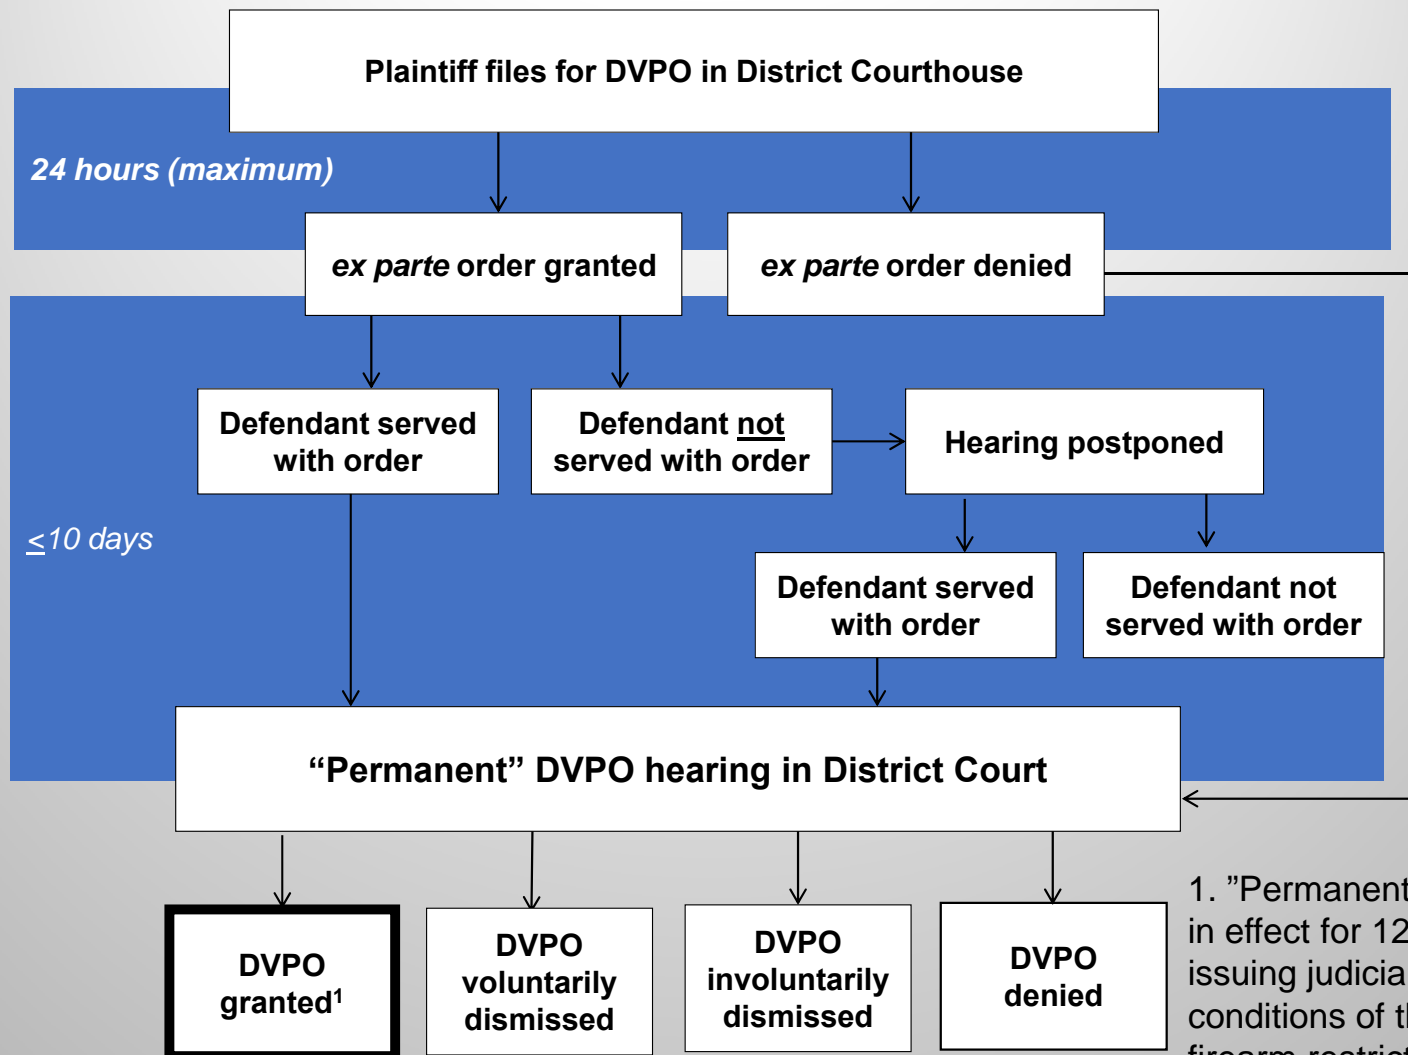 Plaintiff files for DVPO in District Courthouse
24 hours (maximum)
ex parte order granted
ex parte order denied
Defendant served
with order
Defendant not
served with order
Hearing postponed
≤10 days
Defendant served
with order
Defendant not
served with order
“Permanent” DVPO hearing in District Court
DVPO
granted1
DVPO
voluntarily
dismissed
DVPO
involuntarily
dismissed
DVPO
denied
1. ”Permanent
in effect for 12
issuing judicia
conditions of th
firearm restrict